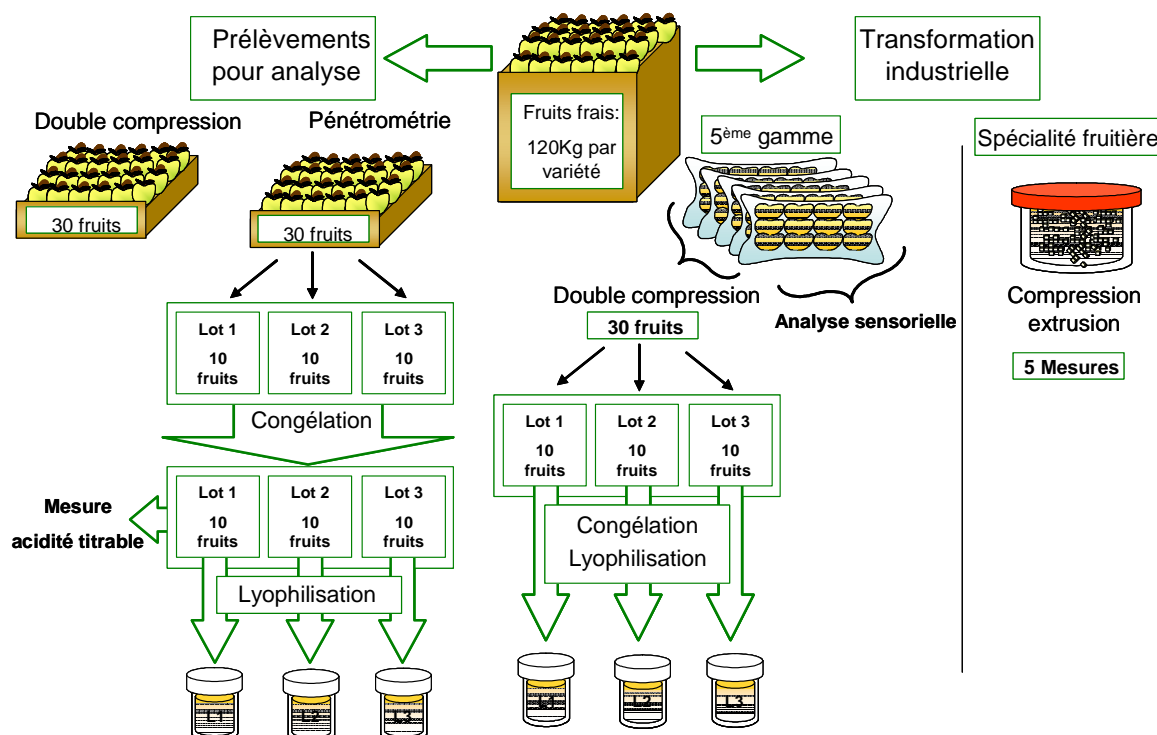 Prélèvements
pour analyse
Fruits frais:
120Kg par
variété
Transformation
industrielle
Double compression
30 fruits
Pénétrométrie
30 fruits
Lot 1
10
fruits
Lot 2
10
fruits
Lot 3
10
fruits
Congélation
Lot 1
10
fruits
Lot 2
10
fruits
Lot 3
10
fruits
Mesure
acidité titrable
Lyophilisation
L1
L2
L3
5ème gamme
Double compression
30 fruits
Analyse sensorielle
Lot 1
10
fruits
Lot 2
10
fruits
Lot 3
10
fruits
Congélation
Lyophilisation
L1
L2
L3
Spécialité fruitière
Compression
extrusion
5 Mesures